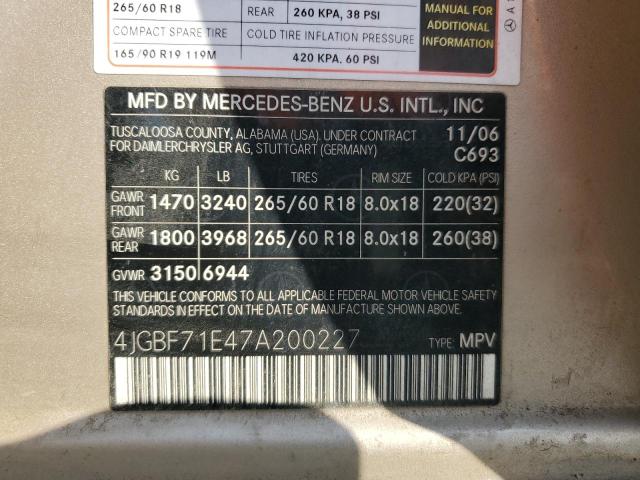 265/60 R18 REAR 260 KPA, 38 PSI
COMPACT SPARE TIRE COLD TIRE INFLATION PRESSURE
165/90 R19 119M 420 KPA, 60 PSI
MANUAL FOR
ADDITIONAL
INFORMATION
A 1
MFD BY MERCEDES-BENZ U.S. INTL., INC
TUSCALOOSA COUNTY, ALABAMA (USA). UNDER CONTRACT 11/06
FOR DAIMLERCHRYSLER AG, STUTTGART (GERMANY) C693
KG LB TIRES RIM SIZE COLD KPA (PSI)
GAWR FRONT 1470 3240 265/60 R18 8.0x18 220(32)
GAWR REAR 1800 3968 265/60 R18 8.0x18 260(38)
GVWR 3150 6944
THIS VEHICLE CONFORMS TO ALL APPLICABLE FEDERAL MOTOR VEHICLE SAFETY
STANDARDS IN EFFECT ON THE DATE OF MANUFACTURE SHOWN ABOVE.
4JGBF71E47A200227 TYPE: MPV